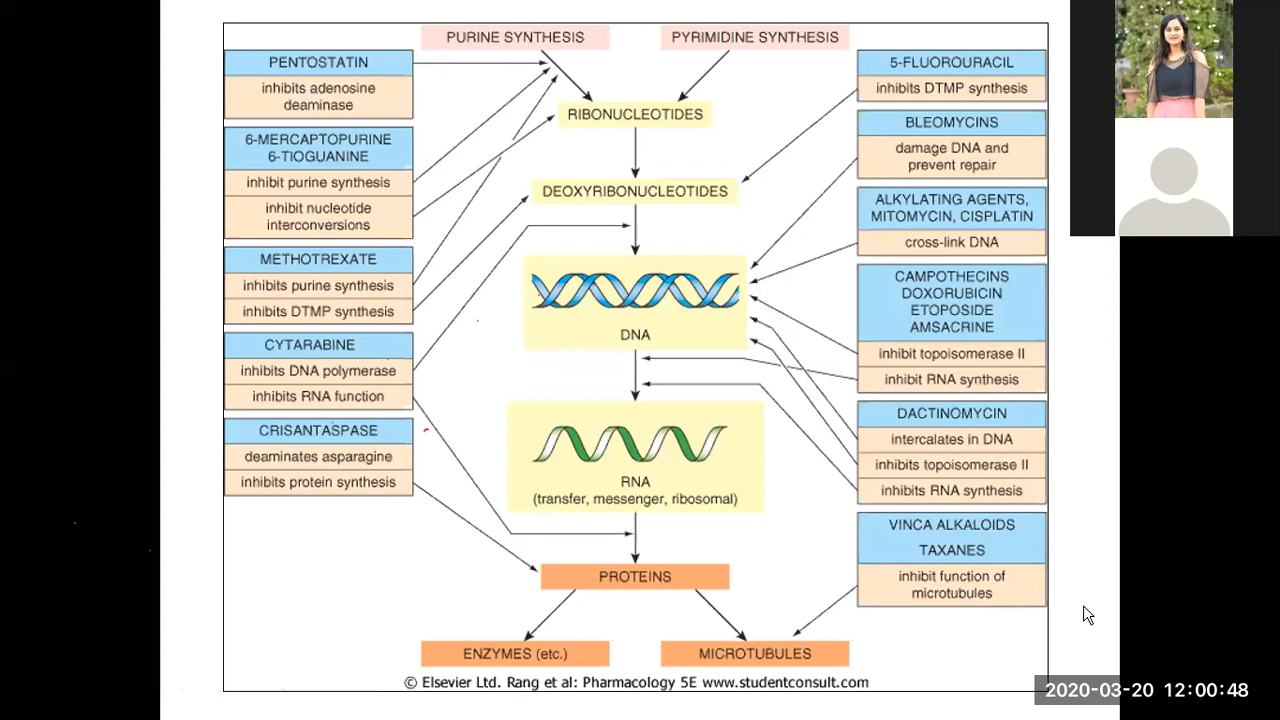 PURINE SYNTHESIS
PYRIMIDINE SYNTHESIS
PENTOSTATIN
inhibits adenosine
deaminase
6-MERCAPTOPURINE
6-TIOGUANINE
inhibit purine synthesis
inhibit nucleotide
interconversions
METHOTREXATE
inhibits purine synthesis
inhibits DTMP synthesis
CYTARABINE
inhibits DNA polymerase
inhibits RNA function
CRISANTASPASE
deaminates asparagine
inhibits protein synthesis
RIBONUCLEOTIDES
DEOXYRIBONUCLEOTIDES
DNA
RNA
(transfer, messenger, ribosomal)
PROTEINS
ENZYMES (etc.)
MICROTUBULES
5-FLUOROURACIL
inhibits DTMP synthesis
BLEOMYCINS
damage DNA and
prevent repair
ALKYLATING AGENTS,
MITOMYCIN, CISPLATIN
cross-link DNA
CAMPOTHECINS
DOXORUBICIN
ETOPOSIDE
AMSACRINE
inhibit topoisomerase II
inhibit RNA synthesis
DACTINOMYCIN
intercalates in DNA
inhibits topoisomerase II
inhibits RNA synthesis
VINCA ALKALOIDS
TAXANES
inhibit function of
microtubules
© Elsevier Ltd. Rang et al: Pharmacology 5E www.studentconsult.com
2020-03-20 12:00:48